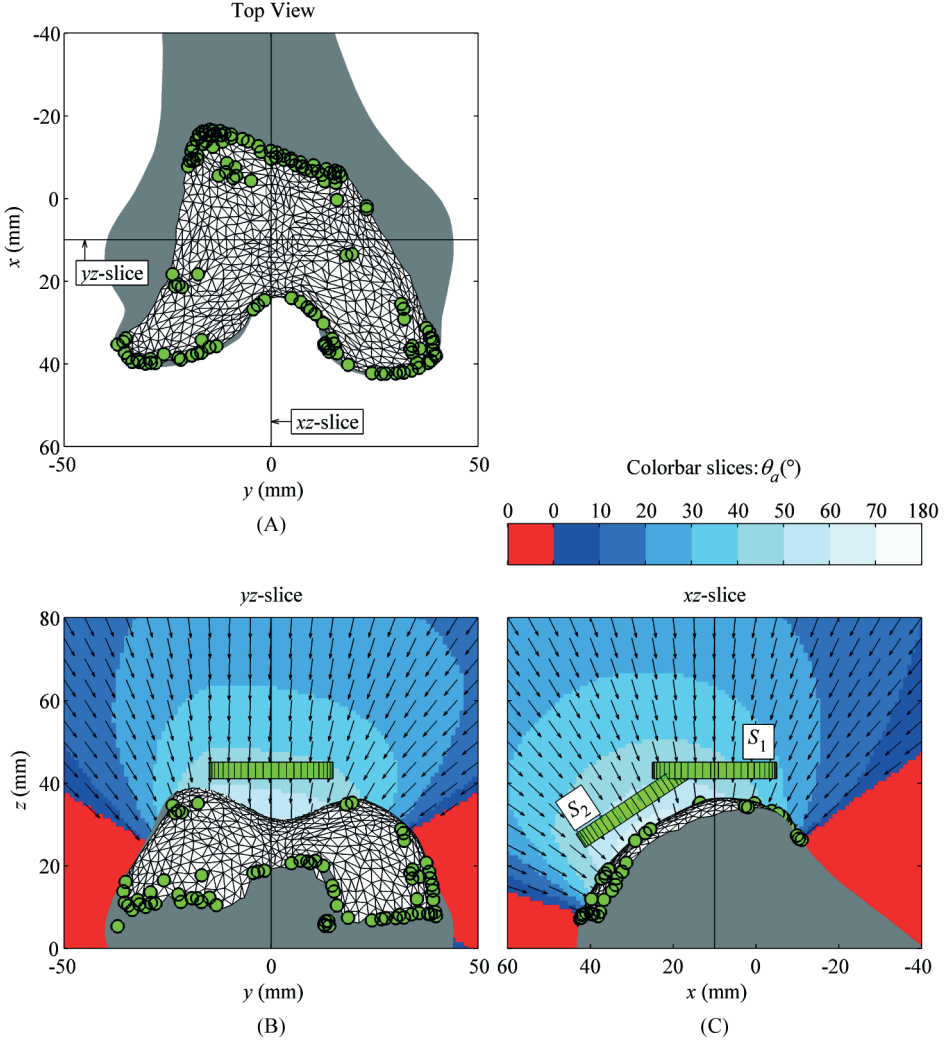 Top View
-40
-20
0
20
40
60
x (mm)
yz-slice
xz-slice
-50 0 50
y (mm)
(A)
Colorbar slices: θa(°)
0 0 10 20 30 40 50 60 70 180
yz-slice
80
60
40
20
0
z (mm)
-50 0 50
y (mm)
(B)
xz-slice
S1
S2
60 40 20 0 -20 -40
x (mm)
(C)